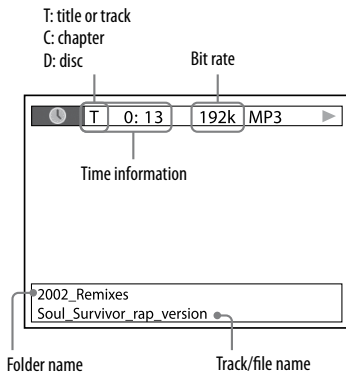 T: title or track
C: chapter
D: disc
Bit rate
T 0: 13 192k MP3
Time information
2002_Remixes
Soul_Survivor_rap_version
Folder name Track/file name